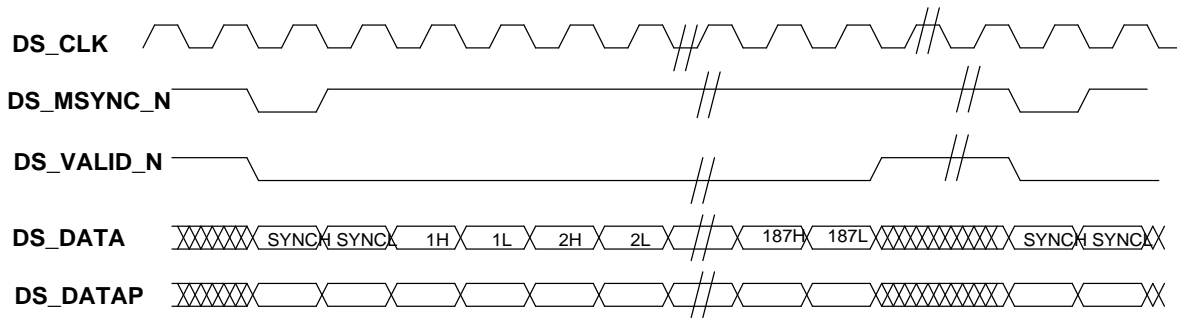 DS_CLK
DS_MSYNC_N
DS_VALID_N
DS_DATA SYNCH SYNCL 1H 1L 2H 2L 187H 187L SYNCH SYNCL
DS_DATAP